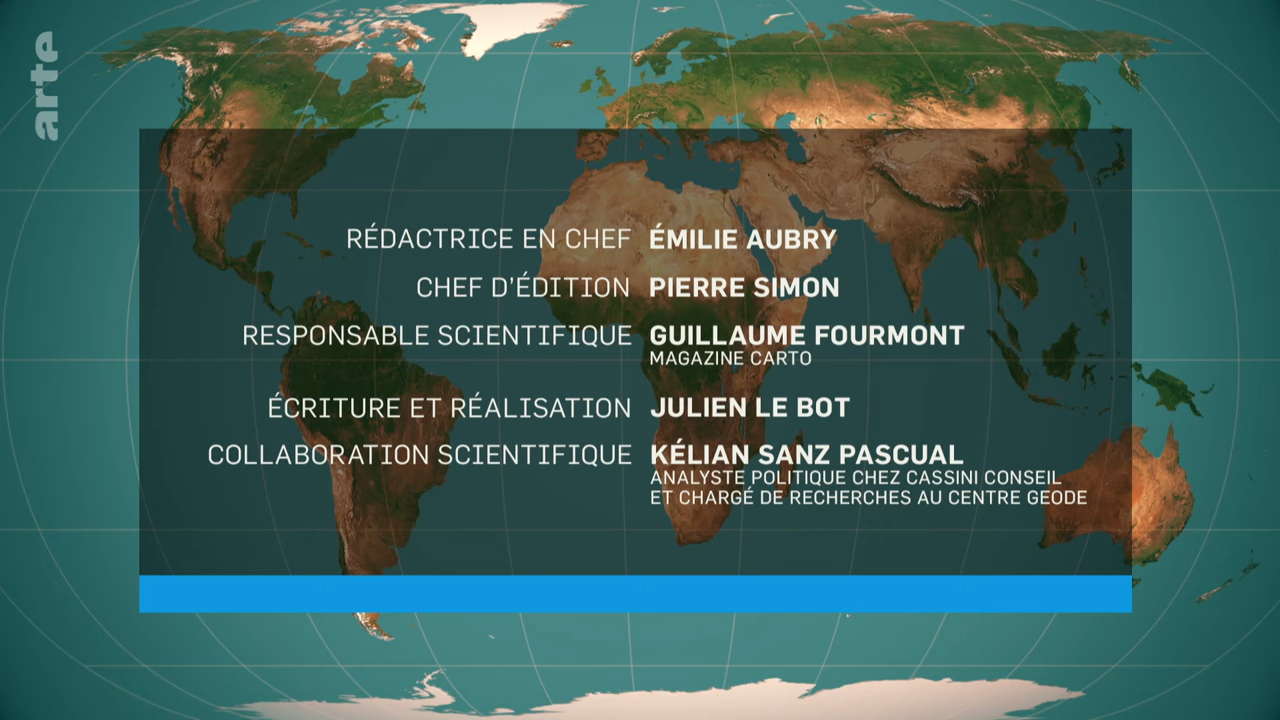 arte
RÉDACTRICE EN CHEF ÉMILIE AUBRY
CHEF D'ÉDITION PIERRE SIMON
RESPONSABLE SCIENTIFIQUE GUILLAUME FOURMONT
MAGAZINE CARTO
ÉCRITURE ET RÉALISATION JULIEN LE BOT
COLLABORATION SCIENTIFIQUE KÉLIAN SANZ PASCUAL
ANALYSTE POLITIQUE CHEZ CASSINI CONSEIL
ET CHARGÉ DE RECHERCHES AU CENTRE GEODE